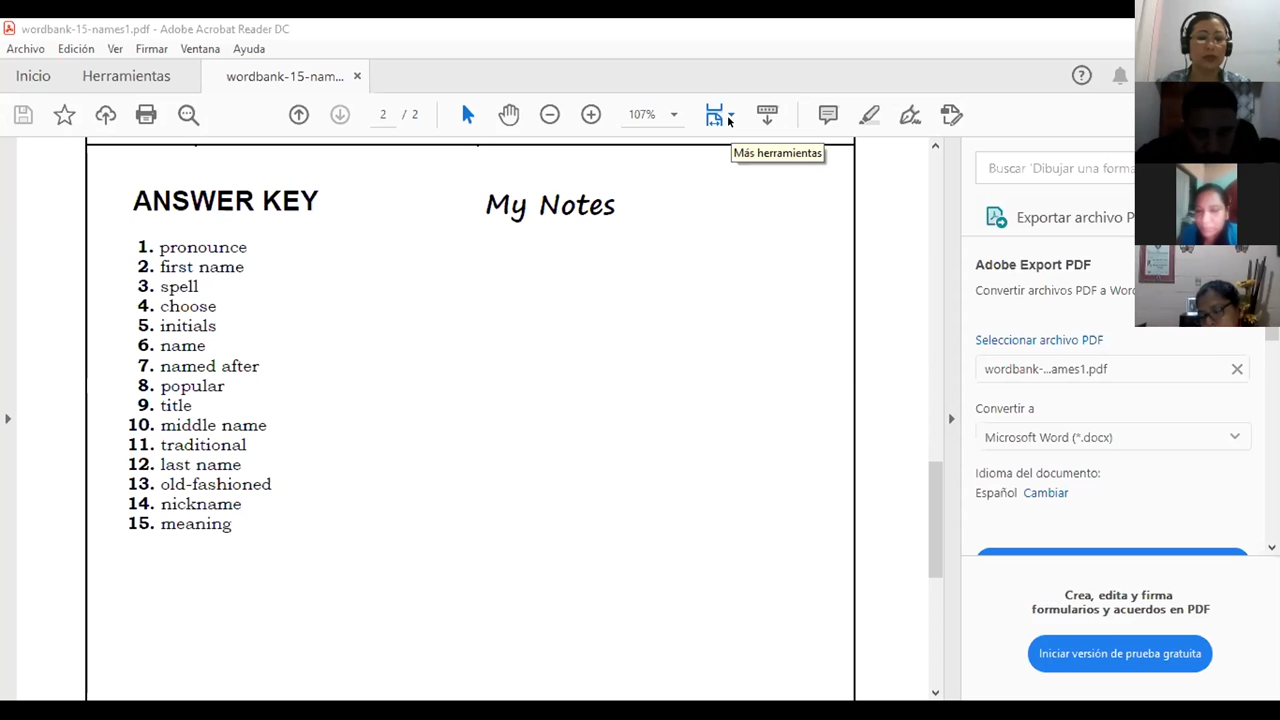 wordbank-15-names1.pdf - Adobe Acrobat Reader DC
Archivo Edición Ver Firmar Ventana Ayuda
Inicio Herramientas wordbank-15-nam... ×
2 / 2 107%
Más herramientas
ANSWER KEY
My Notes
1. pronounce
2. first name
3. spell
4. choose
5. initials
6. name
7. named after
8. popular
9. title
10. middle name
11. traditional
12. last name
13. old-fashioned
14. nickname
15. meaning
Buscar 'Dibujar una forma
Exportar archivo P
Adobe Export PDF
Convertir archivos PDF a Wor
Seleccionar archivo PDF
wordbank-...ames1.pdf
Convertir a
Microsoft Word (*.docx)
Idioma del documento:
Español Cambiar
Crea, edita y firma
formularios y acuerdos en PDF
Iniciar versión de prueba gratuita